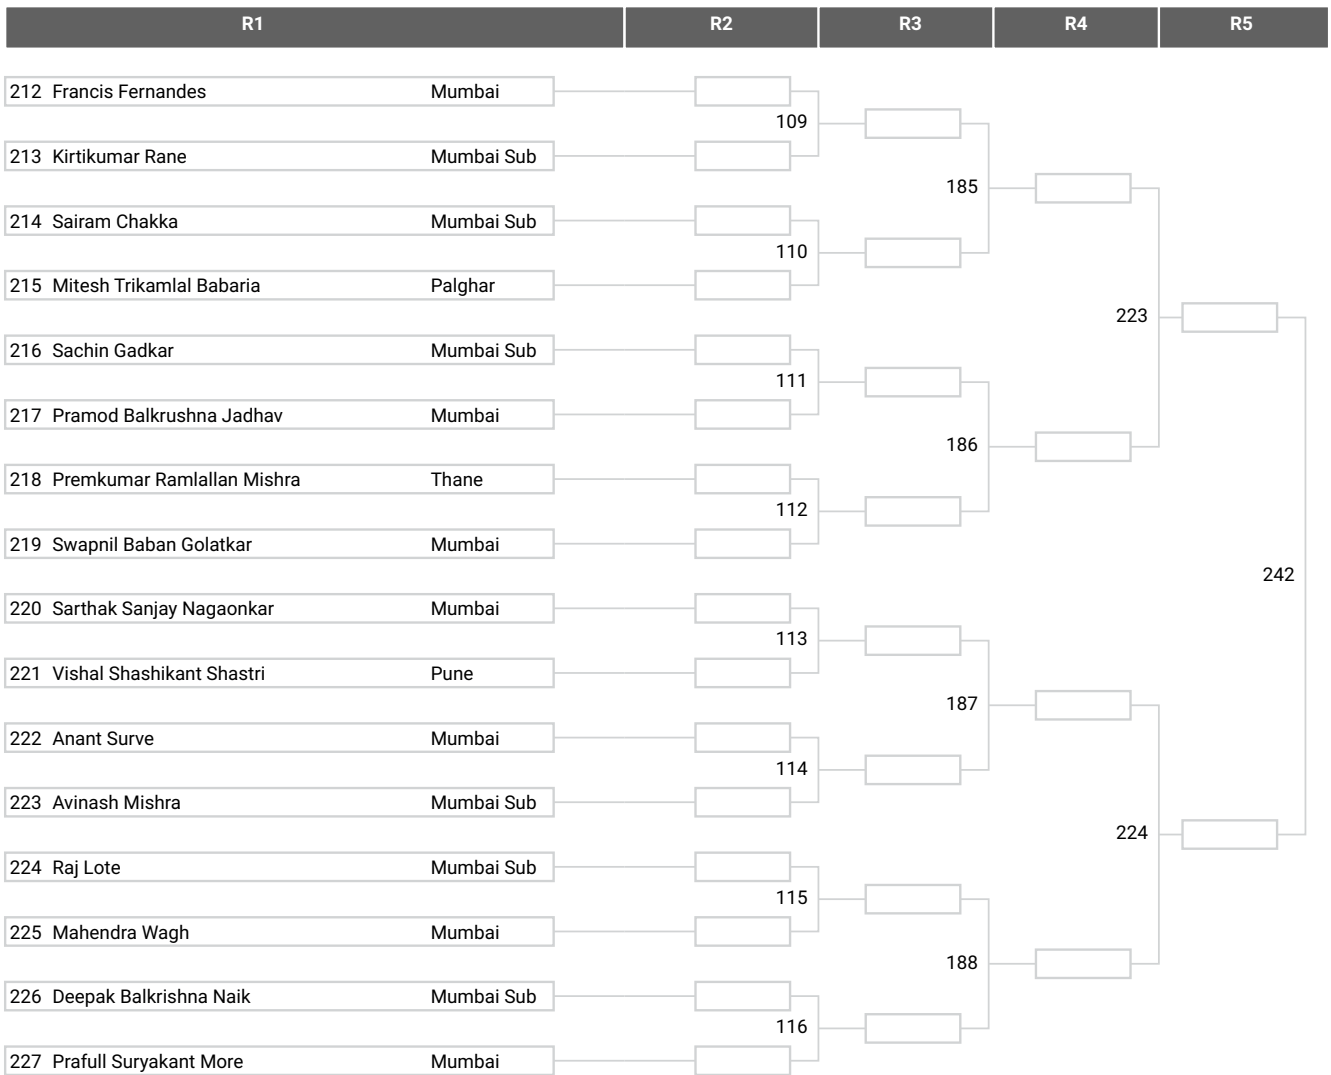 R1 R2 R3 R4 R5
212 Francis Fernandes Mumbai
109
213 Kirtikumar Rane Mumbai Sub
185
214 Sairam Chakka Mumbai Sub
110
215 Mitesh Trikamlal Babaria Palghar
223
216 Sachin Gadkar Mumbai Sub
111
217 Pramod Balkrushna Jadhav Mumbai
186
218 Premkumar Ramlallan Mishra Thane
112
219 Swapnil Baban Golatkar Mumbai
242
220 Sarthak Sanjay Nagaonkar Mumbai
113
221 Vishal Shashikant Shastri Pune
187
222 Anant Surve Mumbai
114
223 Avinash Mishra Mumbai Sub
224
224 Raj Lote Mumbai Sub
115
225 Mahendra Wagh Mumbai
188
226 Deepak Balkrishna Naik Mumbai Sub
116
227 Prafull Suryakant More Mumbai